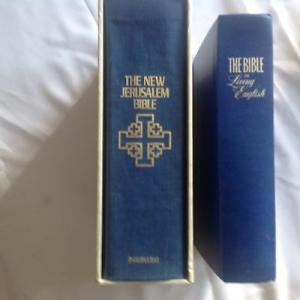 THE NEW
JERUSALEM
BIBLE
THE BIBLE
in
Living
English